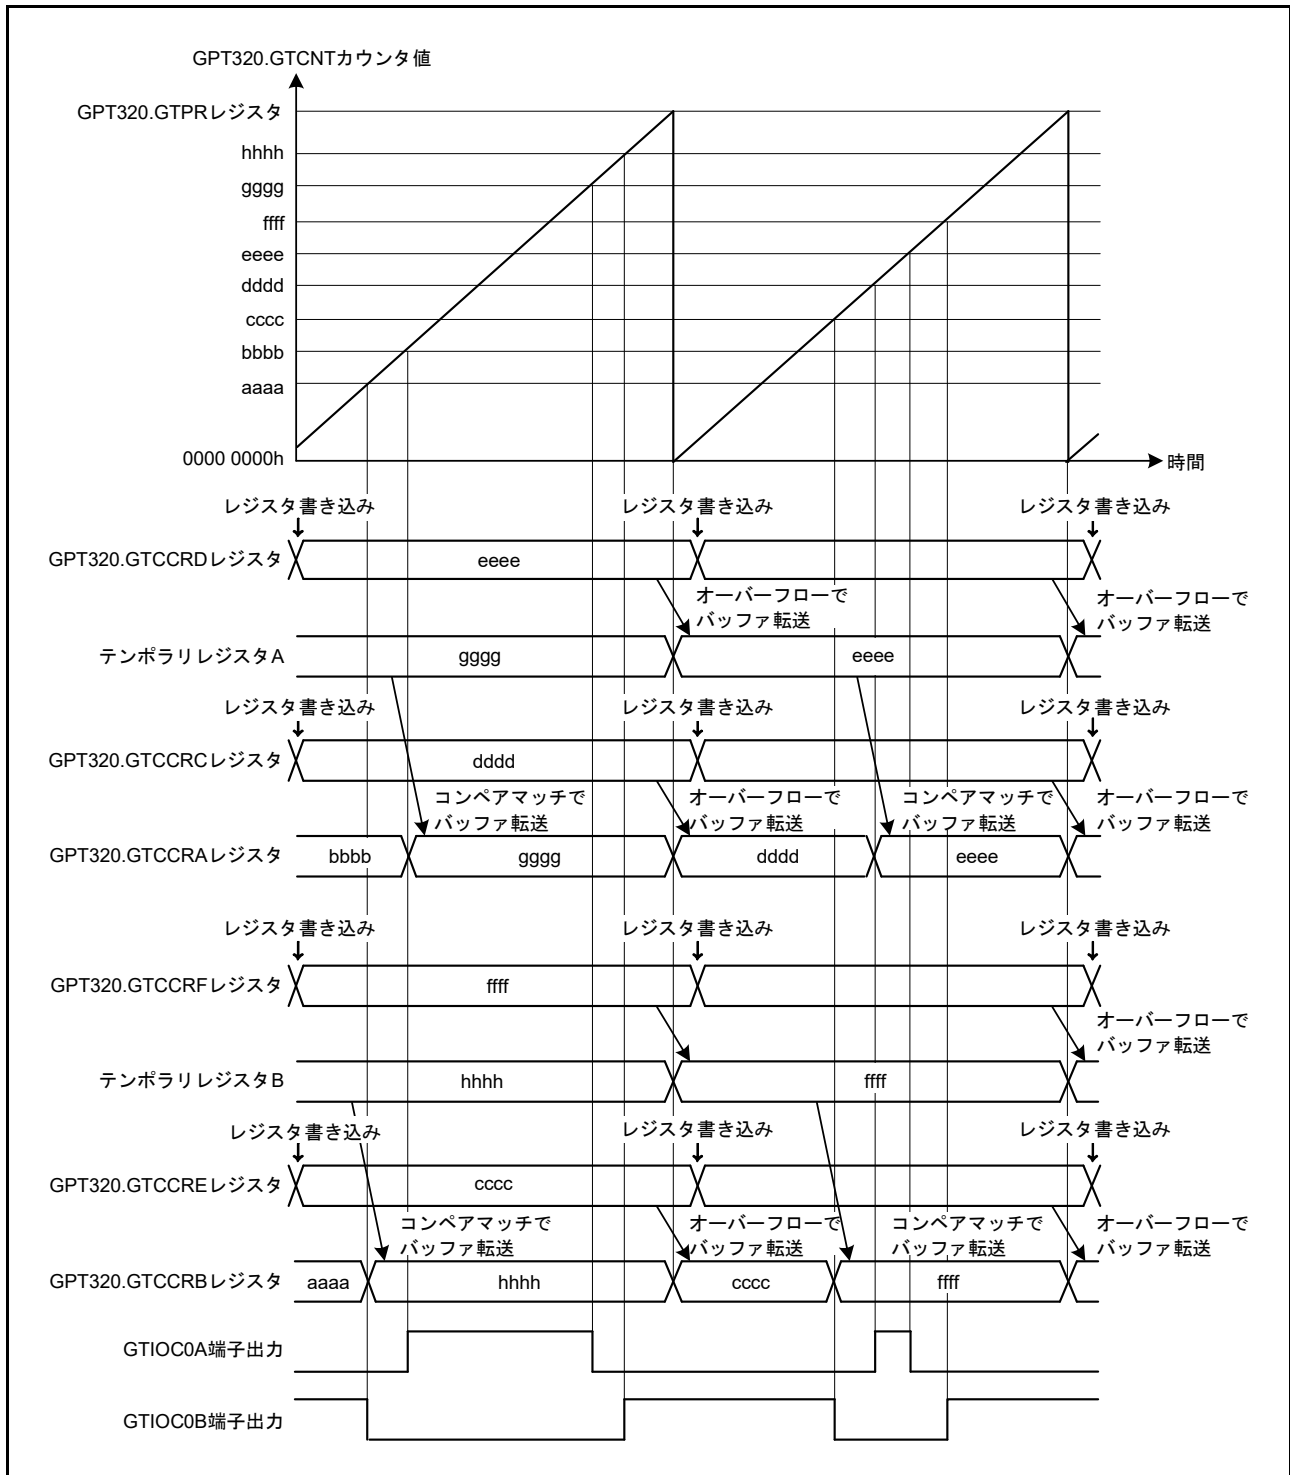 GPT320.GTCNTカウンタ値
GPT320.GTPRレジスタ
hhhh
gggg
ffff
eeee
dddd
cccc
bbbb
aaaa
0000 0000h
時間
レジスタ書き込み レジスタ書き込み レジスタ書き込み
GPT320.GTCCRDレジスタ eeee
オーバーフローで オーバーフローで
バッファ転送 バッファ転送
テンポラリレジスタA gggg eeee
レジスタ書き込み レジスタ書き込み レジスタ書き込み
GPT320.GTCCRCレジスタ dddd
コンペアマッチで オーバーフローで コンペアマッチで オーバーフローで
バッファ転送 バッファ転送 バッファ転送 バッファ転送
GPT320.GTCCRAレジスタ bbbb gggg dddd eeee
レジスタ書き込み レジスタ書き込み レジスタ書き込み
GPT320.GTCCRFレジスタ ffff
オーバーフローで
バッファ転送
テンポラリレジスタB hhhh ffff
レジスタ書き込み レジスタ書き込み レジスタ書き込み
GPT320.GTCCREレジスタ cccc
コンペアマッチで オーバーフローで コンペアマッチで オーバーフローで
バッファ転送 バッファ転送 バッファ転送 バッファ転送
GPT320.GTCCRBレジスタ aaaa hhhh cccc ffff
GTIOC0A端子出力
GTIOC0B端子出力